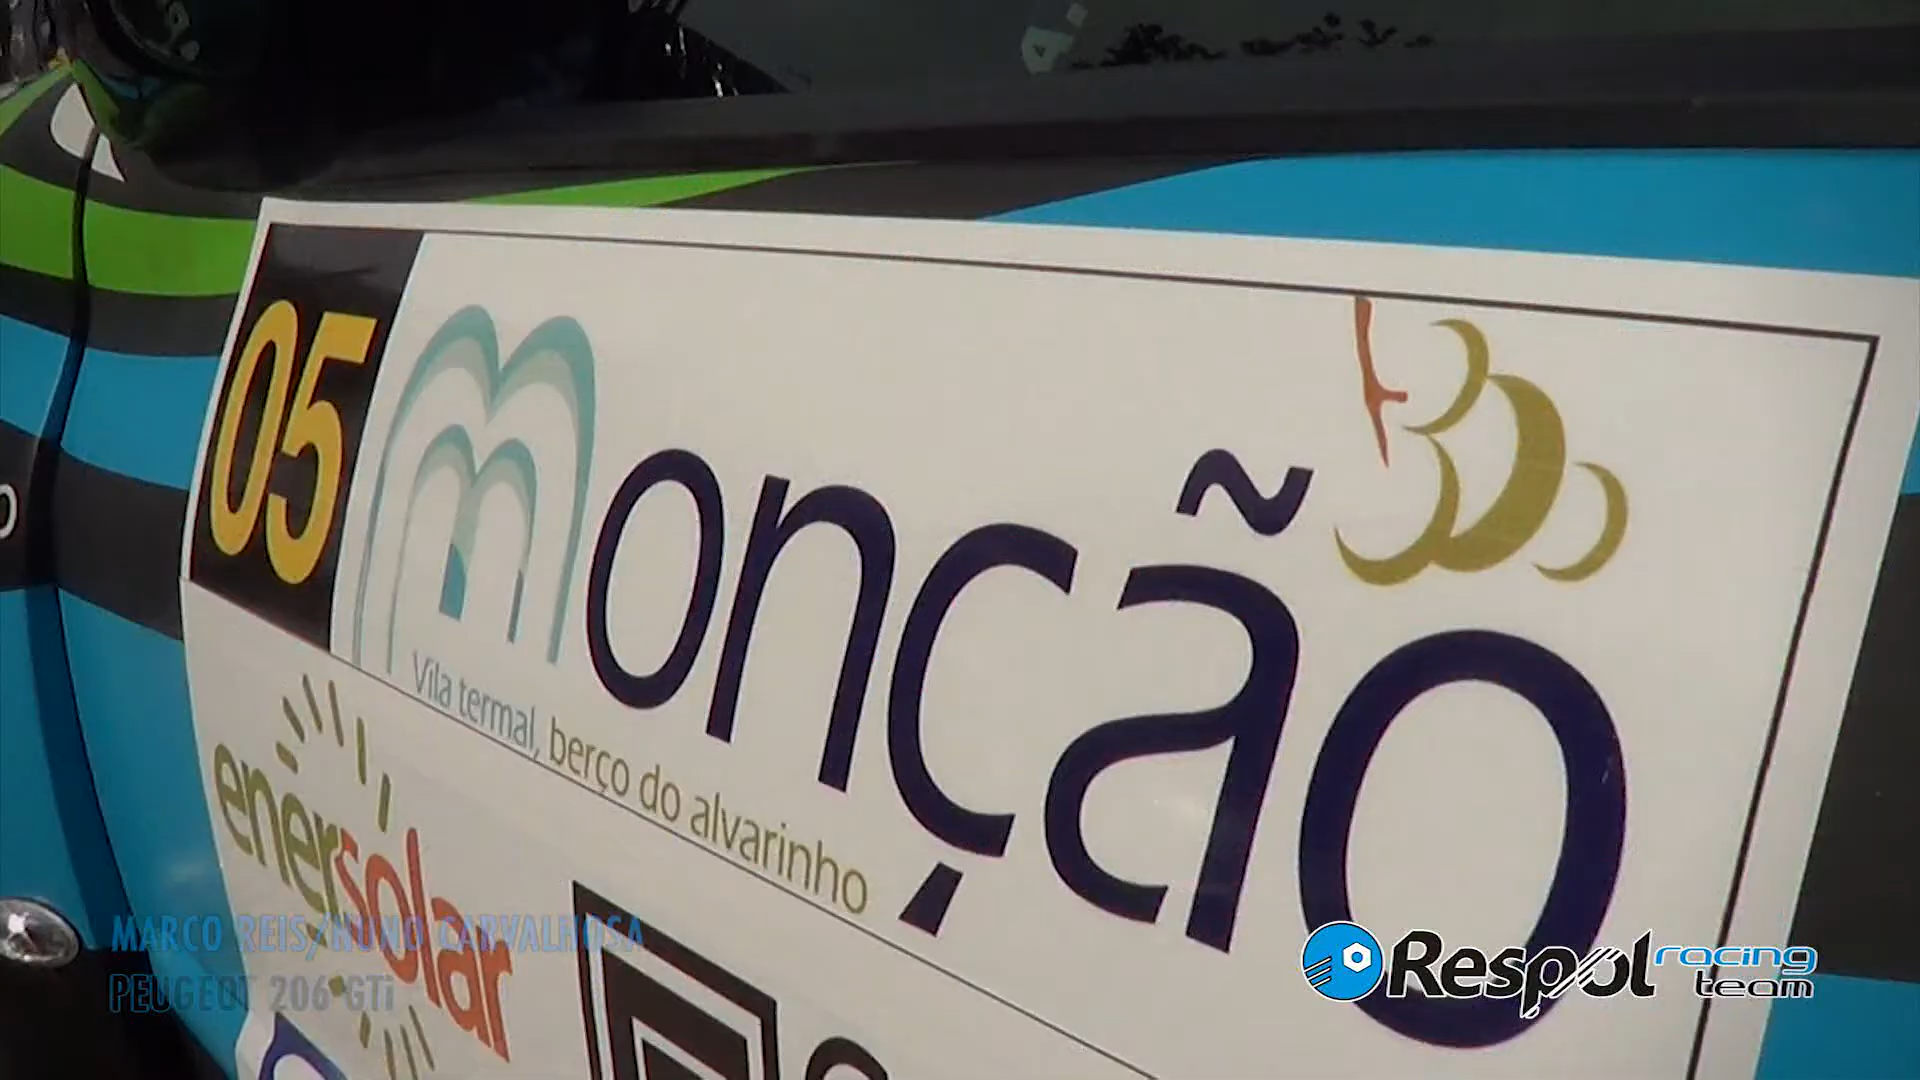 05
monção
Vila termal, berço do alvarinho
enersolar
MARCO REIS/NUNO CARVALHOSA
PEUGEOT 206 GTi
Respol racing team